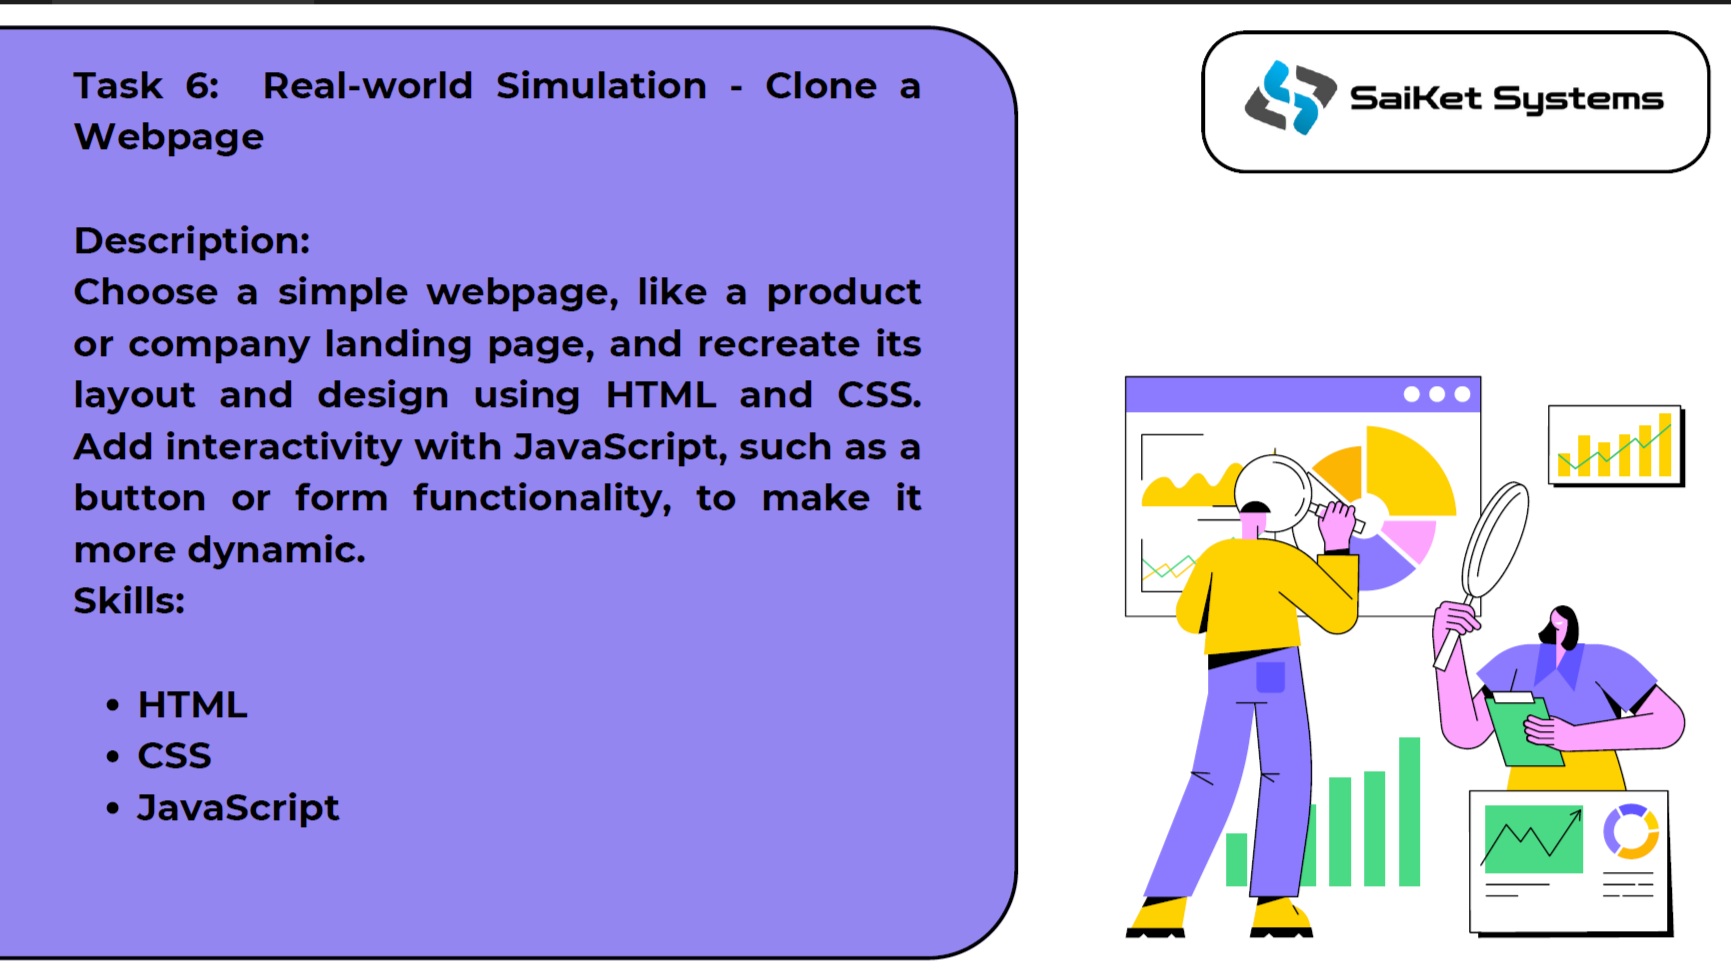 Task 6: Real-world Simulation - Clone a
Webpage
Description:
Choose a simple webpage, like a product
or company landing page, and recreate its
layout and design using HTML and CSS.
Add interactivity with JavaScript, such as a
button or form functionality, to make it
more dynamic.
Skills:
• HTML
• CSS
• JavaScript
SaiKet Systems